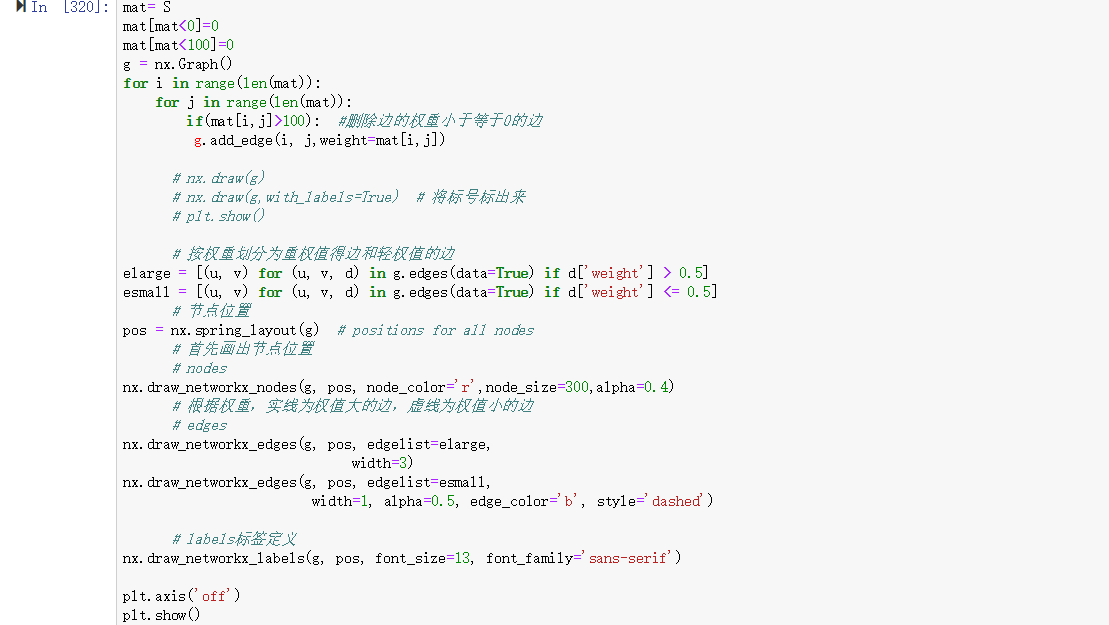 In [320]: mat= S
mat[mat<0]=0
mat[mat<100]=0
g = nx.Graph()
for i in range(len(mat)):
    for j in range(len(mat)):
        if(mat[i,j]>100):  #删除边的权重小于等于0的边
         g.add_edge(i, j,weight=mat[i,j])
      # nx.draw(g)
      # nx.draw(g,with_labels=True)  # 将标号标出来
      # plt.show()
      # 按权重划分为重权值得边和轻权值的边
elarge = [(u, v) for (u, v, d) in g.edges(data=True) if d['weight'] > 0.5]
esmall = [(u, v) for (u, v, d) in g.edges(data=True) if d['weight'] <= 0.5]
      # 节点位置
pos = nx.spring_layout(g)  # positions for all nodes
      # 首先画出节点位置
      # nodes
nx.draw_networkx_nodes(g, pos, node_color='r',node_size=300,alpha=0.4)
      # 根据权重，实线为权值大的边，虚线为权值小的边
      # edges
nx.draw_networkx_edges(g, pos, edgelist=elarge,
                             width=3)
nx.draw_networkx_edges(g, pos, edgelist=esmall,
                        width=1, alpha=0.5, edge_color='b', style='dashed')
      # labels标签定义
nx.draw_networkx_labels(g, pos, font_size=13, font_family='sans-serif')
plt.axis('off')
plt.show()